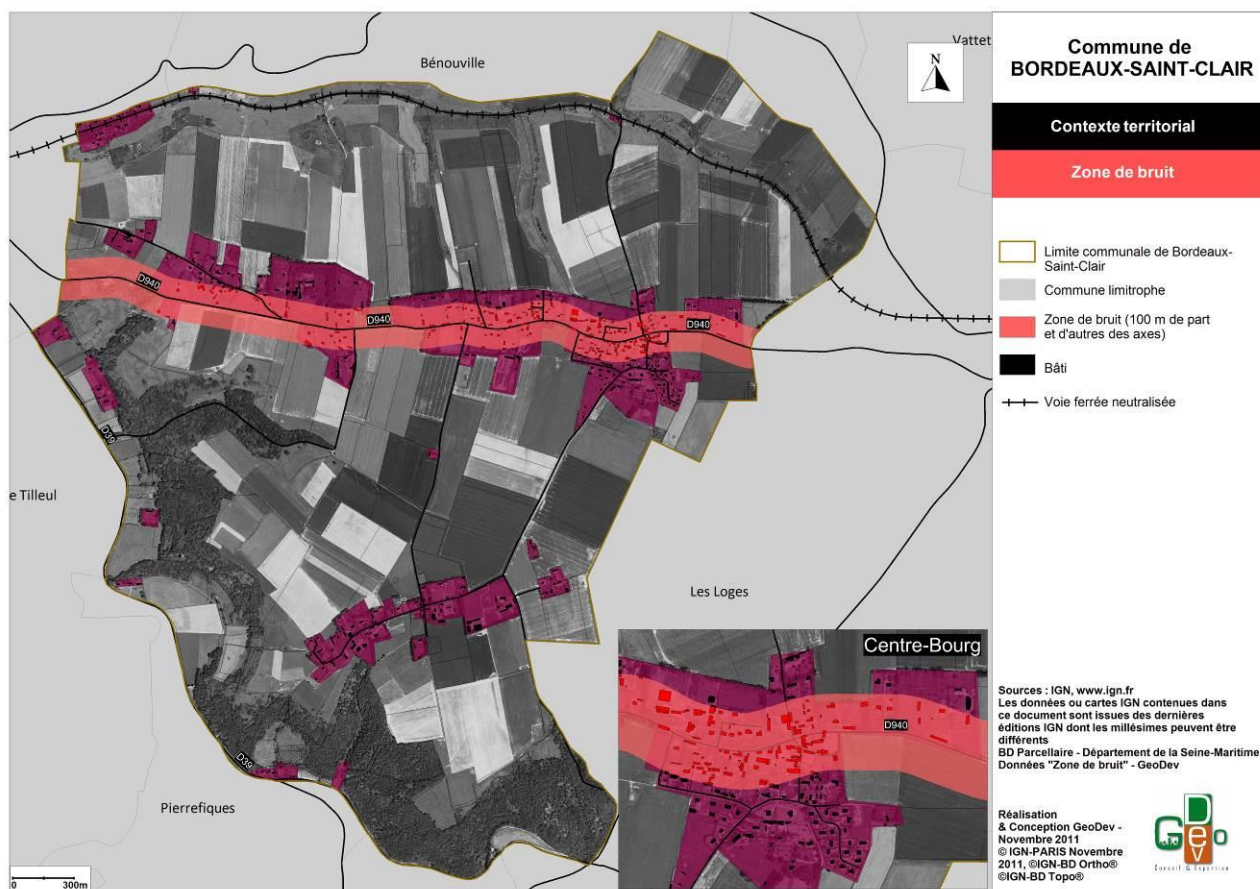 Bénouville
Vattet
N
D940
D940
D940
D39
e Tilleul
Les Loges
D39
Pierrefiques
300m
Centre-Bourg
D940
Commune de
BORDEAUX-SAINT-CLAIR
Contexte territorial
Zone de bruit
Limite communale de Bordeaux-
Saint-Clair
Commune limitrophe
Zone de bruit (100 m de part
et d'autres des axes)
Bâti
Voie ferrée neutralisée
Sources : IGN, www.ign.fr
Les données ou cartes IGN contenues dans
ce document sont issues des dernières
éditions IGN dont les millésimes peuvent être
différents
BD Parcellaire - Département de la Seine-Maritime
Données "Zone de bruit" - GeoDev
Réalisation
& Conception GeoDev -
Novembre 2011
© IGN-PARIS Novembre
2011, ©IGN-BD Ortho®
©IGN-BD Topo®
GeoDev
Conseil & Expertise